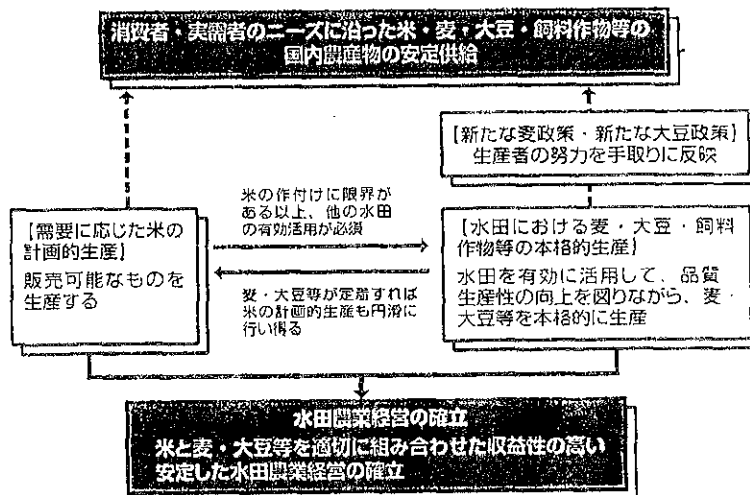 消費者・実需者のニーズに沿った米・麦・大豆・飼料作物等の
国内農産物の安定供給
【新たな麦政策・新たな大豆政策】
生産者の努力を手取りに反映
米の作付けに限界が
ある以上、他の水田
の有効活用が必須
【需要に応じた米の
計画的生産】
販売可能なものを
生産する
【水田における麦・大豆・飼料
作物等の本格的生産】
水田を有効に活用して、品質
生産性の向上を図りながら、麦・
大豆等を本格的に生産
麦・大豆等が定着すれば
米の計画的生産も円滑に
行い得る
水田農業経営の確立
米と麦・大豆等を適切に組み合わせた収益性の高い
安定した水田農業経営の確立